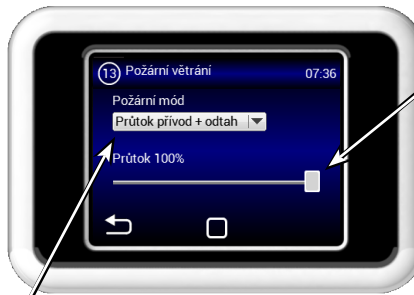 13 Požární větrání 07:36
Požární mód
Průtok přívod + odtah
Průtok 100%